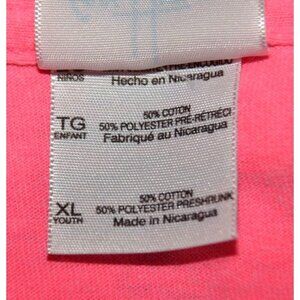 NIÑOS
Hecho en Nicaragua
TG
ENFANT
50% COTON
50% POLYESTER PRÉ-RÉTRÉCI
Fabriqué au Nicaragua
XL
YOUTH
50% COTTON
50% POLYESTER PRESHRUNK
Made in Nicaragua